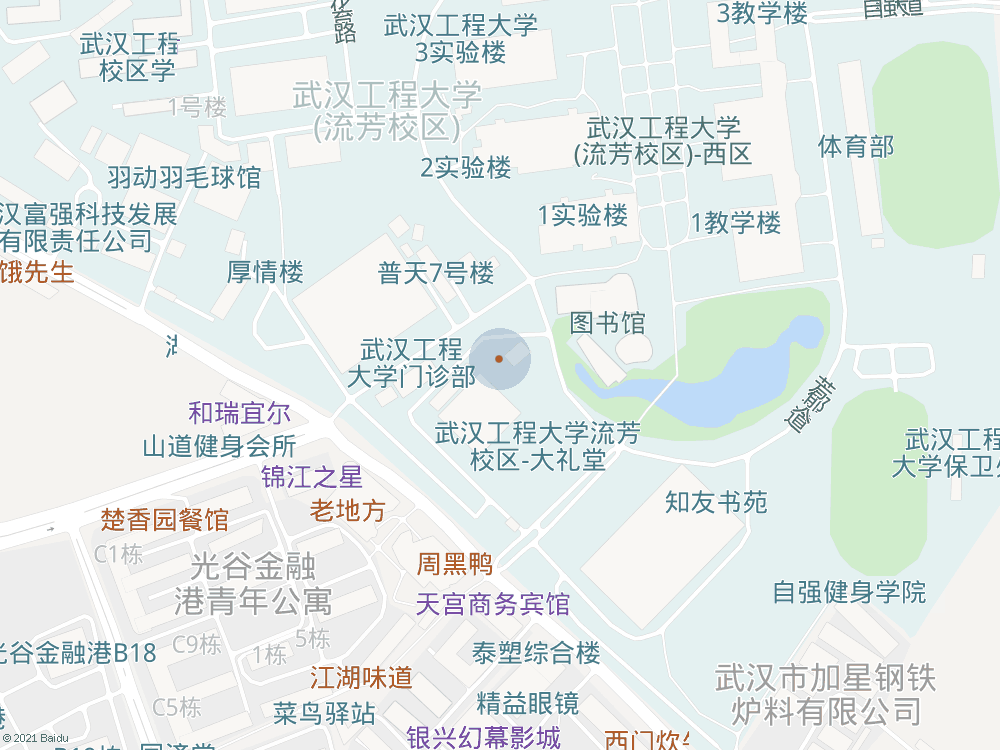 3教学楼
自强道
武汉工程大学
3实验楼
武汉工程
校区学
武汉工程大学
(流芳校区)
1号楼
武汉工程大学
(流芳校区)-西区
体育部
2实验楼
羽动羽毛球馆
汉富强科技发展
有限责任公司
1实验楼
1教学楼
饿先生
厚情楼
普天7号楼
图书馆
武汉工程
大学门诊部
和瑞宜尔
山道健身会所
武汉工程大学流芳
校区-大礼堂
武汉工程
大学保卫
锦江之星
老地方
知友书苑
楚香园餐馆
C1栋
光谷金融
港青年公寓
周黑鸭
天宫商务宾馆
自强健身学院
C9栋
5栋
1栋
光谷金融港B18
泰塑综合楼
江湖味道
武汉市加星钢铁
炉料有限公司
C5栋
菜鸟驿站
精益眼镜
港
银兴幻幕影城
© 2021 Baidu